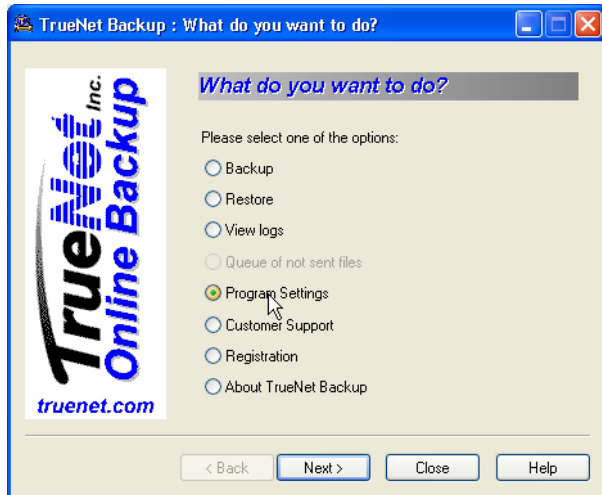 TrueNet Backup : What do you want to do?
TrueNet Inc.
Online Backup
truenet.com
What do you want to do?
Please select one of the options:
Backup
Restore
View logs
Queue of not sent files
Program Settings
Customer Support
Registration
About TrueNet Backup
< Back
Next >
Close
Help